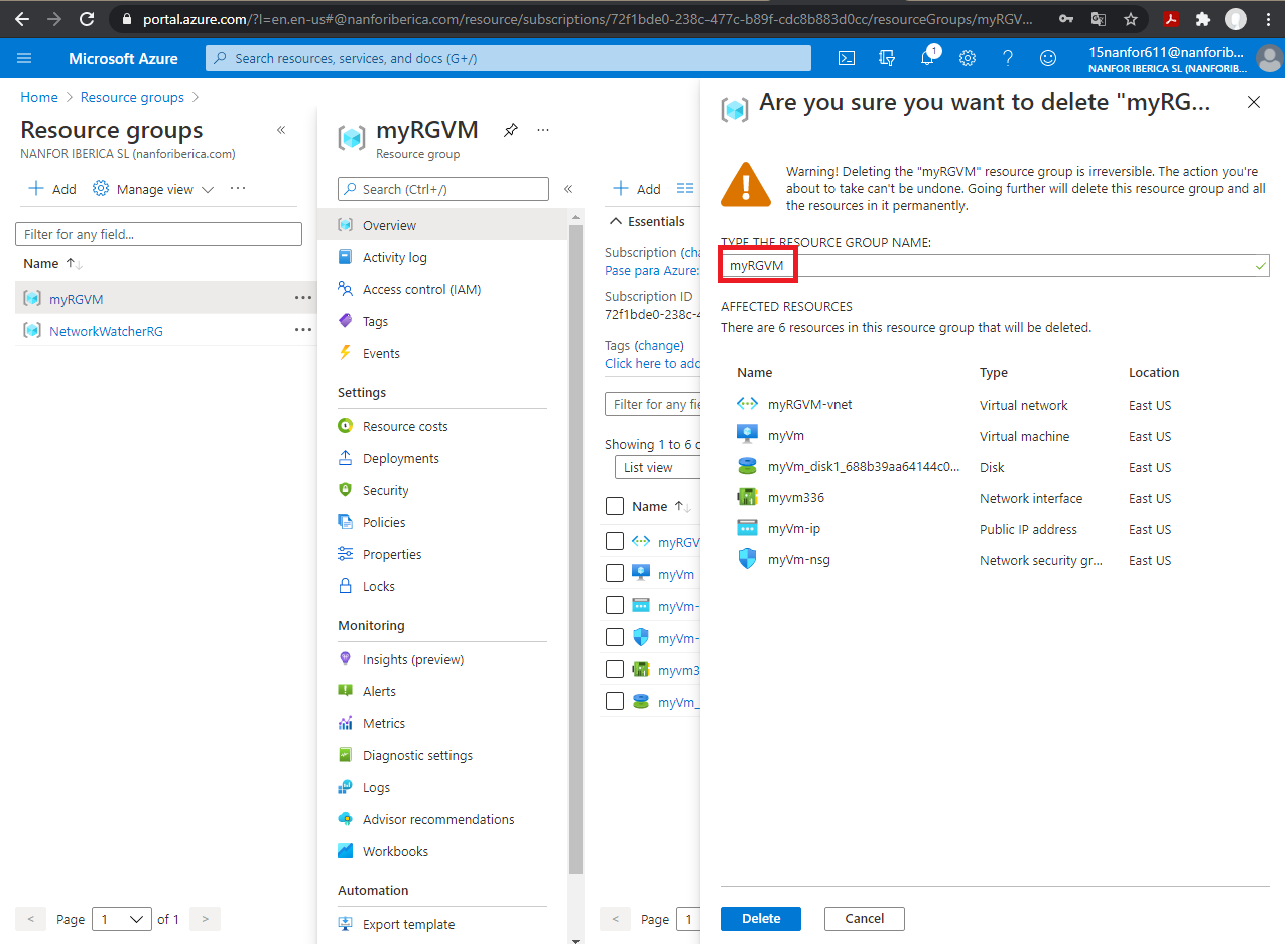 portal.azure.com/?l=en.en-us#@nanforiberica.com/resource/subscriptions/72f1bde0-238c-477c-b89f-cdc8b883d0cc/resourceGroups/myRGV...
Microsoft Azure
Search resources, services, and docs (G+/)
1
15nanfor611@nanforib...
NANFOR IBERICA SL (NANFORIB...
Home > Resource groups >
Resource groups
NANFOR IBERICA SL (nanforiberica.com)
Add
Manage view
...
Filter for any field...
Name
myRGVM
...
NetworkWatcherRG
...
< Page 1 of 1 >
myRGVM
...
Resource group
Search (Ctrl+/)
«
Overview
Activity log
Access control (IAM)
Tags
Events
Settings
Resource costs
Deployments
Security
Policies
Properties
Locks
Monitoring
Insights (preview)
Alerts
Metrics
Diagnostic settings
Logs
Advisor recommendations
Workbooks
Automation
Export template
Add
Essentials
Subscription (cha
Pase para Azure:
Subscription ID
72f1bde0-238c-4
Tags (change)
Click here to add
Filter for any fie
Showing 1 to 6 o
List view
Name
myRGV
myVm
myVm-
myVm-
myvm3
myVm_
< Page 1
Are you sure you want to delete "myRG...
Warning! Deleting the "myRGVM" resource group is irreversible. The action you're
about to take can't be undone. Going further will delete this resource group and all
the resources in it permanently.
TYPE THE RESOURCE GROUP NAME:
myRGVM
AFFECTED RESOURCES
There are 6 resources in this resource group that will be deleted.
Name Type Location
myRGVM-vnet Virtual network East US
myVm Virtual machine East US
myVm_disk1_688b39aa64144c0... Disk East US
myvm336 Network interface East US
myVm-ip Public IP address East US
myVm-nsg Network security gr... East US
Delete Cancel